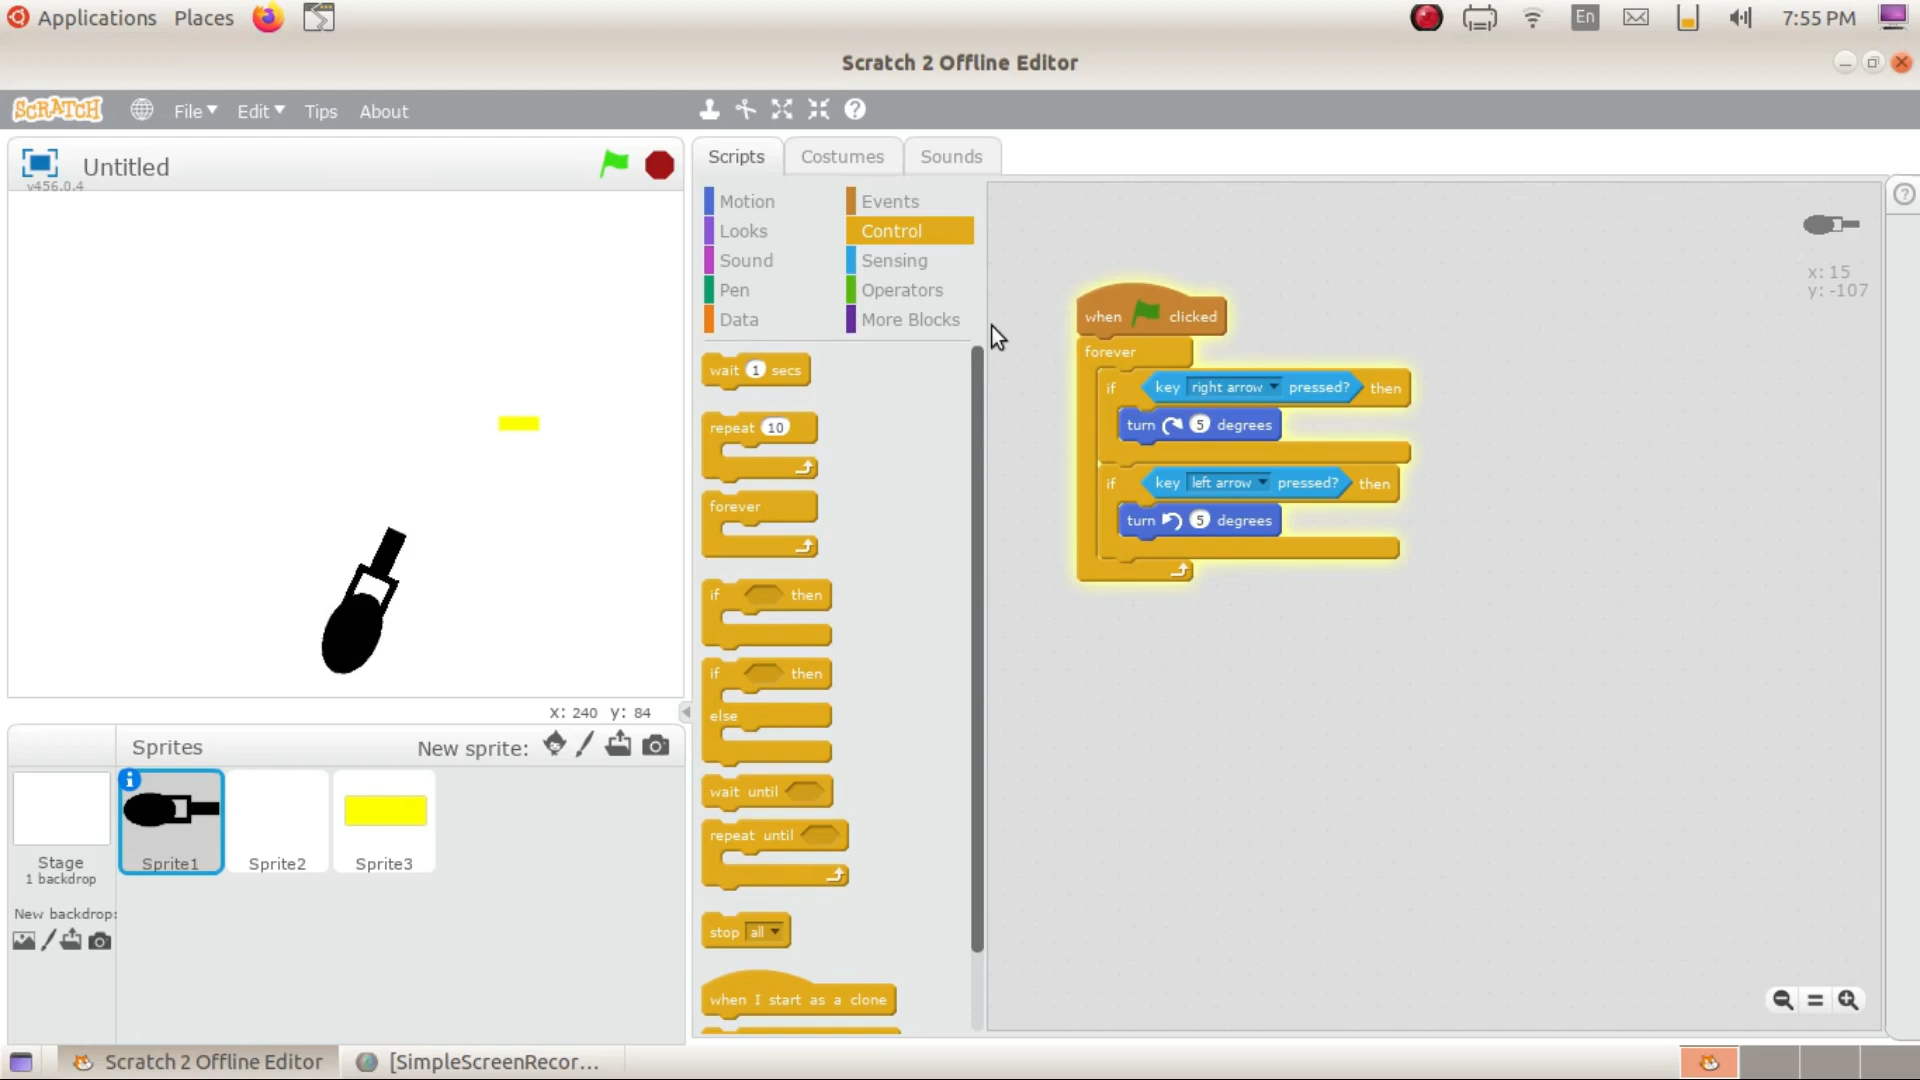 Applications Places
En
7:55 PM
Scratch 2 Offline Editor
SCRATCH
File Edit Tips About
Untitled
v456.0.4
Scripts Costumes Sounds
Motion Events
Looks Control
Sound Sensing
Pen Operators
Data More Blocks
wait 1 secs
repeat 10
forever
if then
if then
else
wait until
repeat until
stop all
when I start as a clone
when clicked
forever
if key right arrow pressed? then
turn 5 degrees
if key left arrow pressed? then
turn 5 degrees
x: 15
y: -107
x: 240 y: 84
Sprites New sprite:
Stage
1 backdrop
New backdrop:
Sprite1
Sprite2
Sprite3
Scratch 2 Offline Editor
[SimpleScreenRecor...